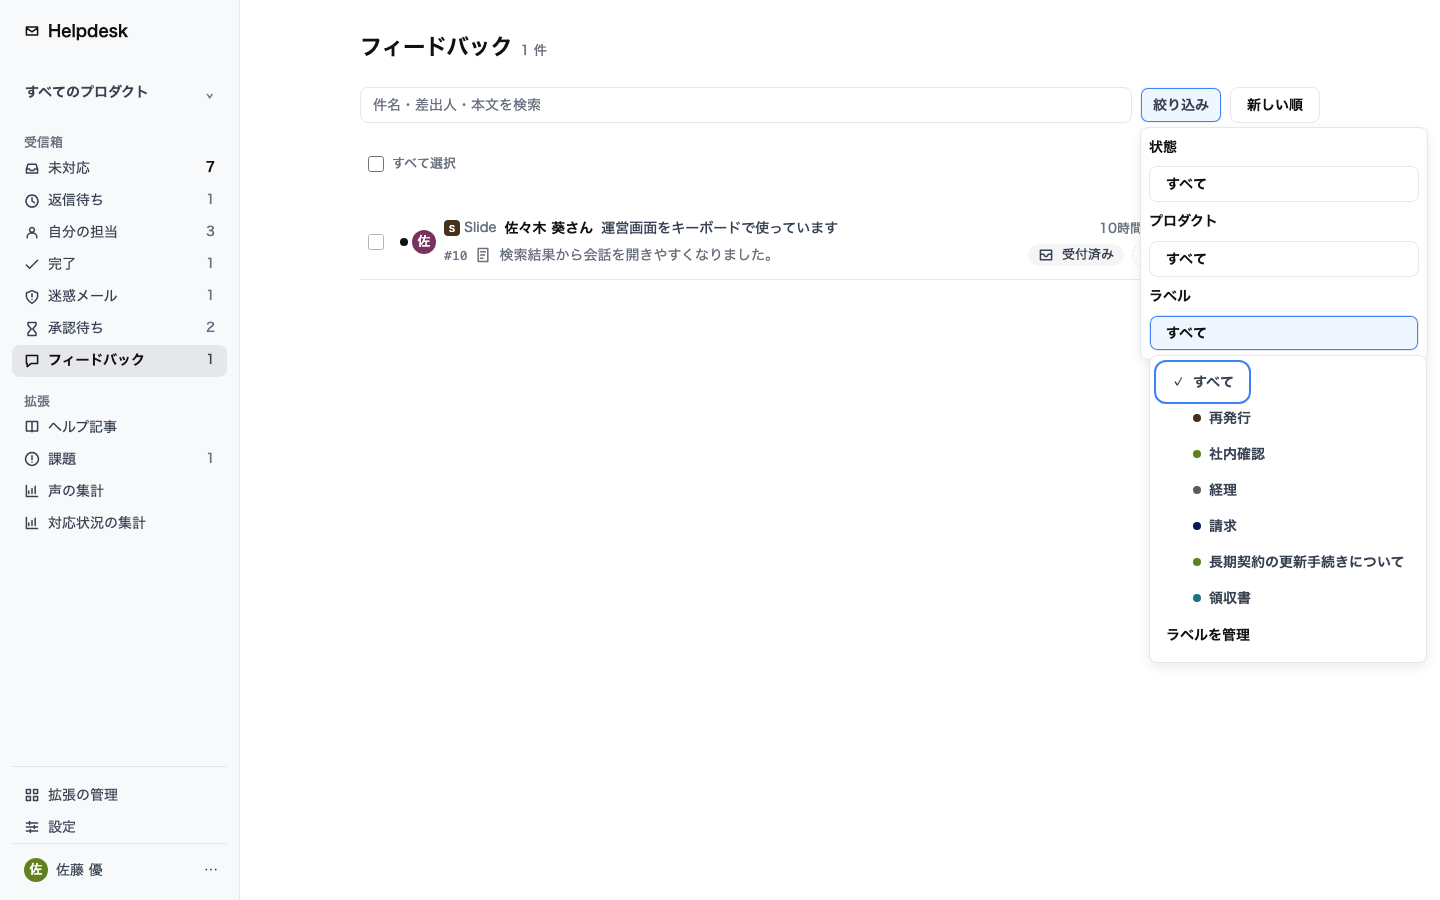 Helpdesk
すべてのプロダクト
受信箱
未対応 7
返信待ち 1
自分の担当 3
完了 1
迷惑メール 1
承認待ち 2
フィードバック 1
拡張
ヘルプ記事
課題 1
声の集計
対応状況の集計
拡張の管理
設定
佐 佐藤 優 …
フィードバック 1 件
件名・差出人・本文を検索
絞り込み
新しい順
すべて選択
佐 S Slide 佐々木 葵さん 運営画面をキーボードで使っています 10時間
#10 検索結果から会話を開きやすくなりました。 受付済み
状態
すべて
プロダクト
すべて
ラベル
すべて
✓ すべて
再発行
社内確認
経理
請求
長期契約の更新手続きについて
領収書
ラベルを管理